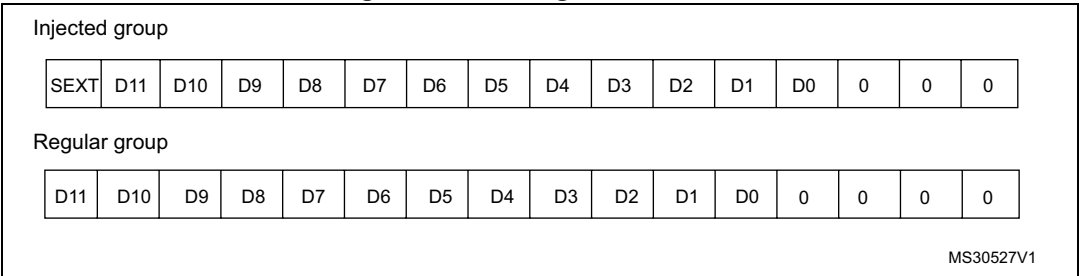 Injected group
SEXT D11 D10 D9 D8 D7 D6 D5 D4 D3 D2 D1 D0 0 0 0
Regular group
D11 D10 D9 D8 D7 D6 D5 D4 D3 D2 D1 D0 0 0 0 0
MS30527V1